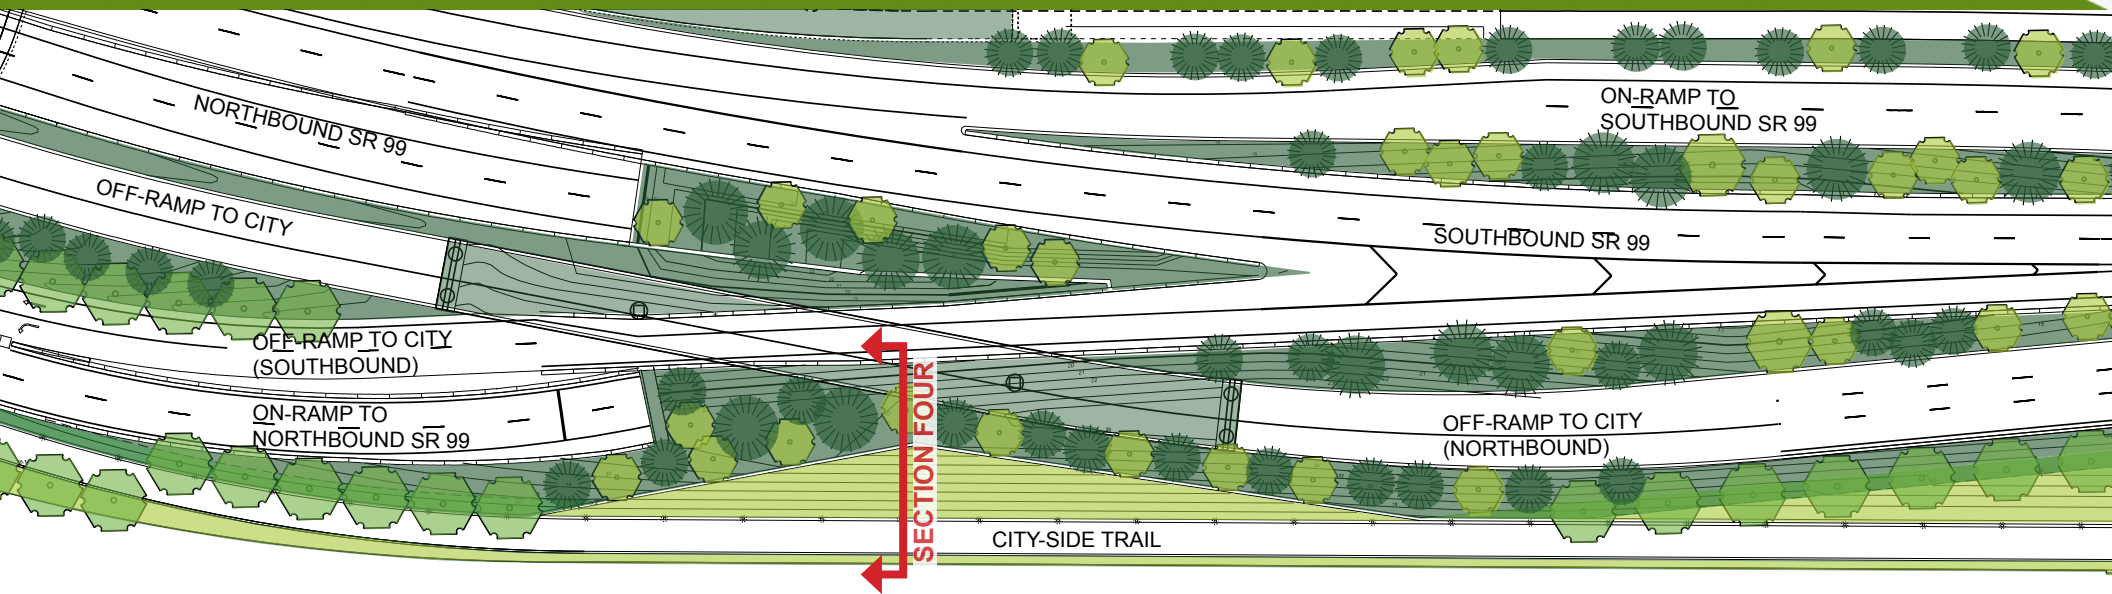 ON-RAMP TO
SOUTHBOUND SR 99
NORTHBOUND SR 99
OFF-RAMP TO CITY
SOUTHBOUND SR 99
OFF-RAMP TO CITY
(SOUTHBOUND)
ON-RAMP TO
NORTHBOUND SR 99
SECTION FOUR
OFF-RAMP TO CITY
(NORTHBOUND)
CITY-SIDE TRAIL